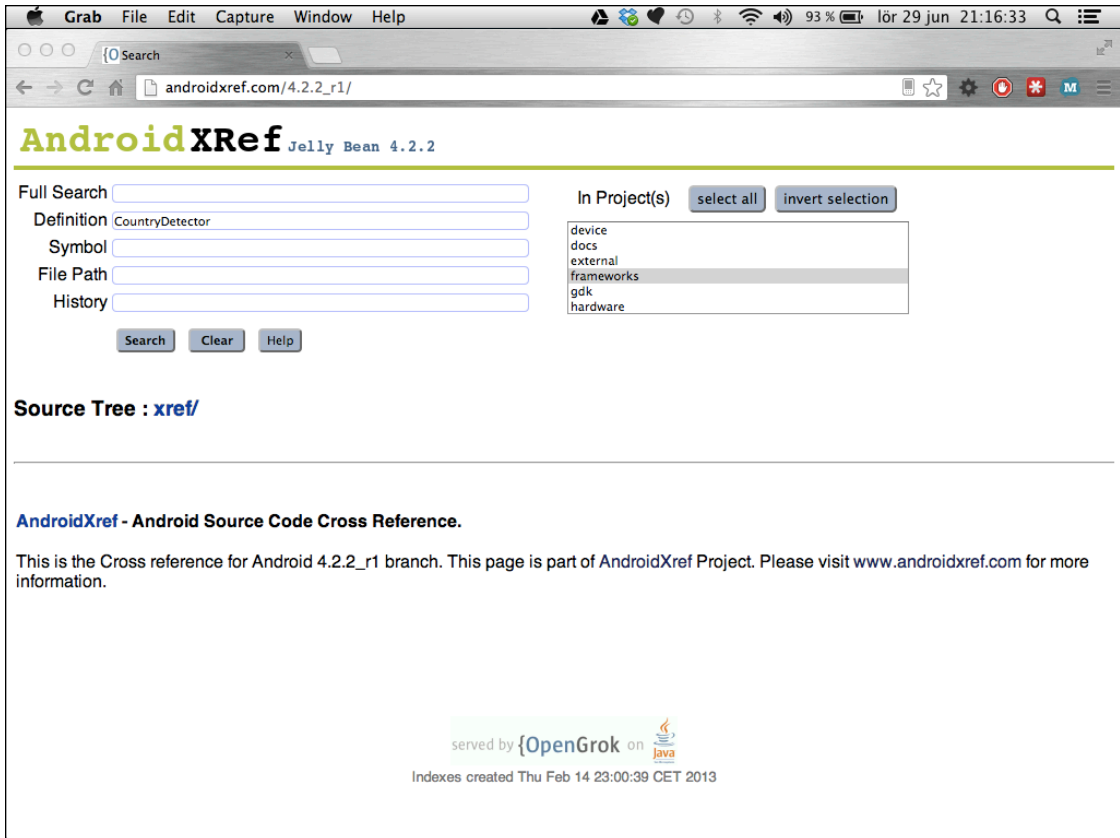 Grab File Edit Capture Window Help 93 % lör 29 jun 21:16:33
{O Search
androidxref.com/4.2.2_r1/
M
AndroidXRef Jelly Bean 4.2.2
Full Search
In Project(s) select all invert selection
Definition CountryDetector
Symbol
File Path
History
device
docs
external
frameworks
gdk
hardware
Search Clear Help
Source Tree : xref/
AndroidXref - Android Source Code Cross Reference.
This is the Cross reference for Android 4.2.2_r1 branch. This page is part of AndroidXref Project. Please visit www.androidxref.com for more
information.
served by {OpenGrok on Java
Indexes created Thu Feb 14 23:00:39 CET 2013